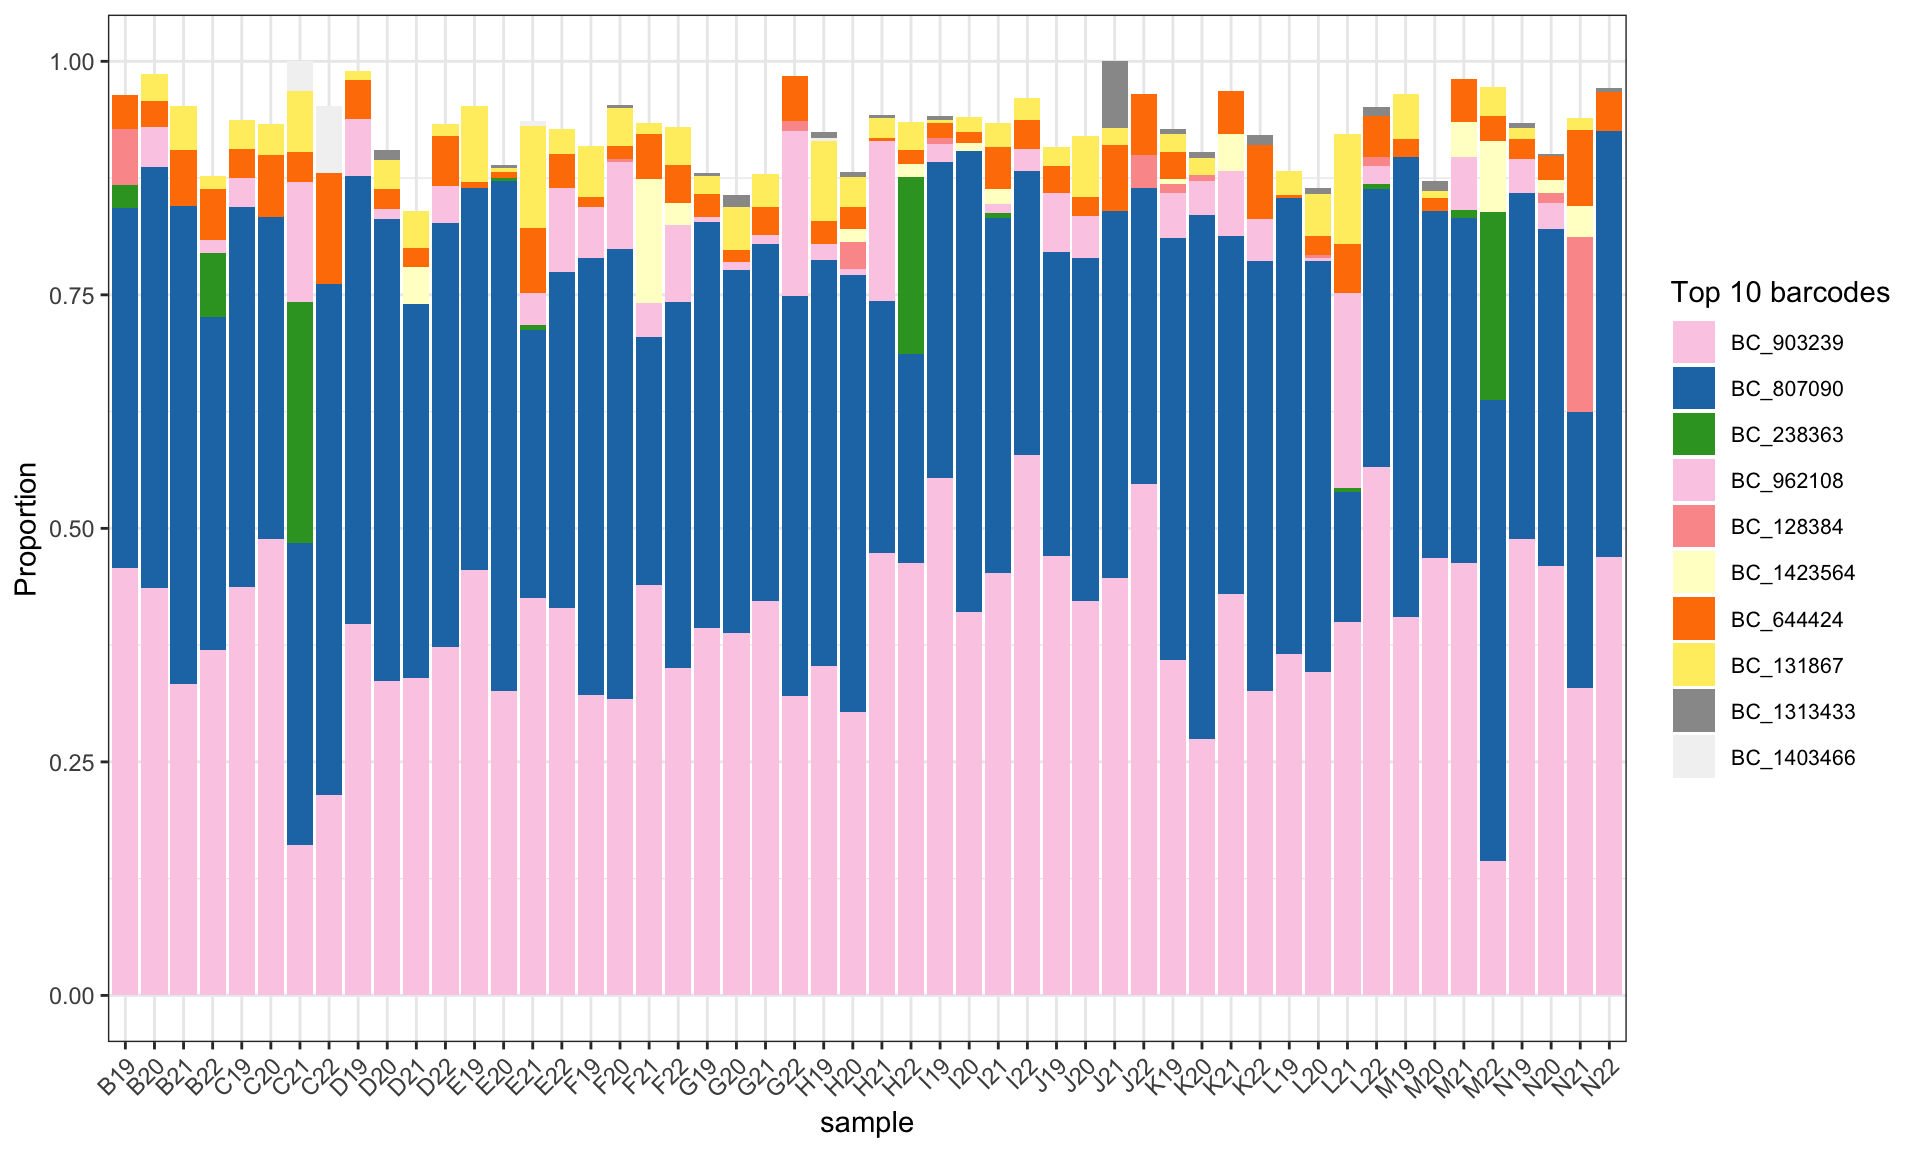 1.00
0.75
0.50
0.25
0.00
Proportion
B19 B20 B21 B22 C19 C20 C21 C22 D19 D20 D21 D22 E19 E20 E21 E22 F19 F20 F21 F22 G19 G20 G21 G22 H19 H20 H21 H22 I19 I20 I21 I22 J19 J20 J21 J22 K19 K20 K21 K22 L19 L20 L21 L22 M19 M20 M21 M22 N19 N20 N21 N22
sample
Top 10 barcodes
BC_903239
BC_807090
BC_238363
BC_962108
BC_128384
BC_1423564
BC_644424
BC_131867
BC_1313433
BC_1403466